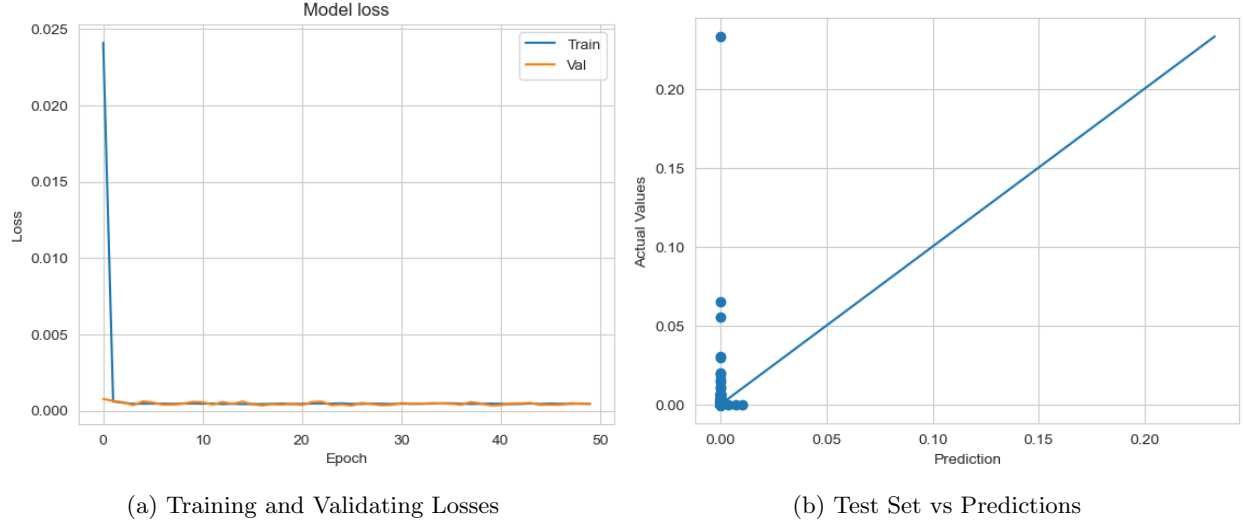 Model loss
0.025
0.020
0.015
0.010
0.005
0.000
Loss
0
10
20
30
40
50
Epoch
Train
Val
0.20
0.15
0.10
0.05
0.00
Actual Values
0.00
0.05
0.10
0.15
0.20
Prediction
(a) Training and Validating Losses
(b) Test Set vs Predictions